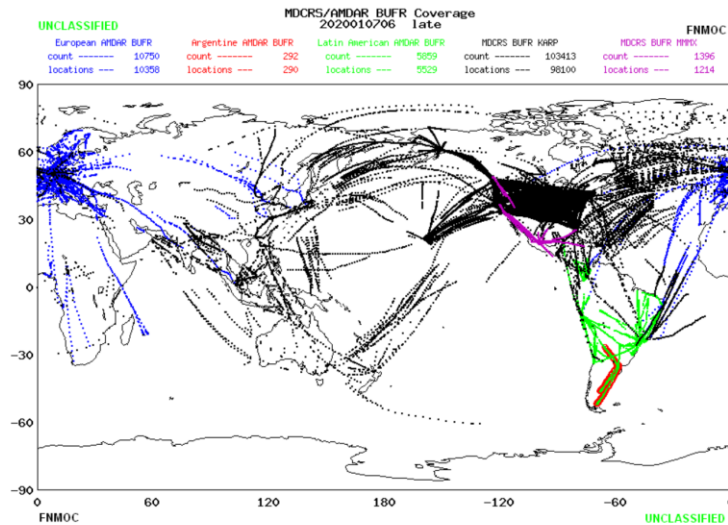 MDCRS/AMDAR BUFR Coverage
UNCLASSIFIED 2020010706 late FNMOC
European AMDAR BUFR Argentine AMDAR BUFR Latin American AMDAR BUFR MDCRS BUFR KARP MDCRS BUFR MMMX
count ------- 10750 count ------- 292 count ------- 5859 count ------- 103413 count ------- 1396
locations --- 10358 locations --- 290 locations --- 5529 locations --- 98100 locations --- 1214
90
60
30
0
-30
-60
-90
0 60 120 180 -120 -60 0
FNMOC UNCLASSIFIED